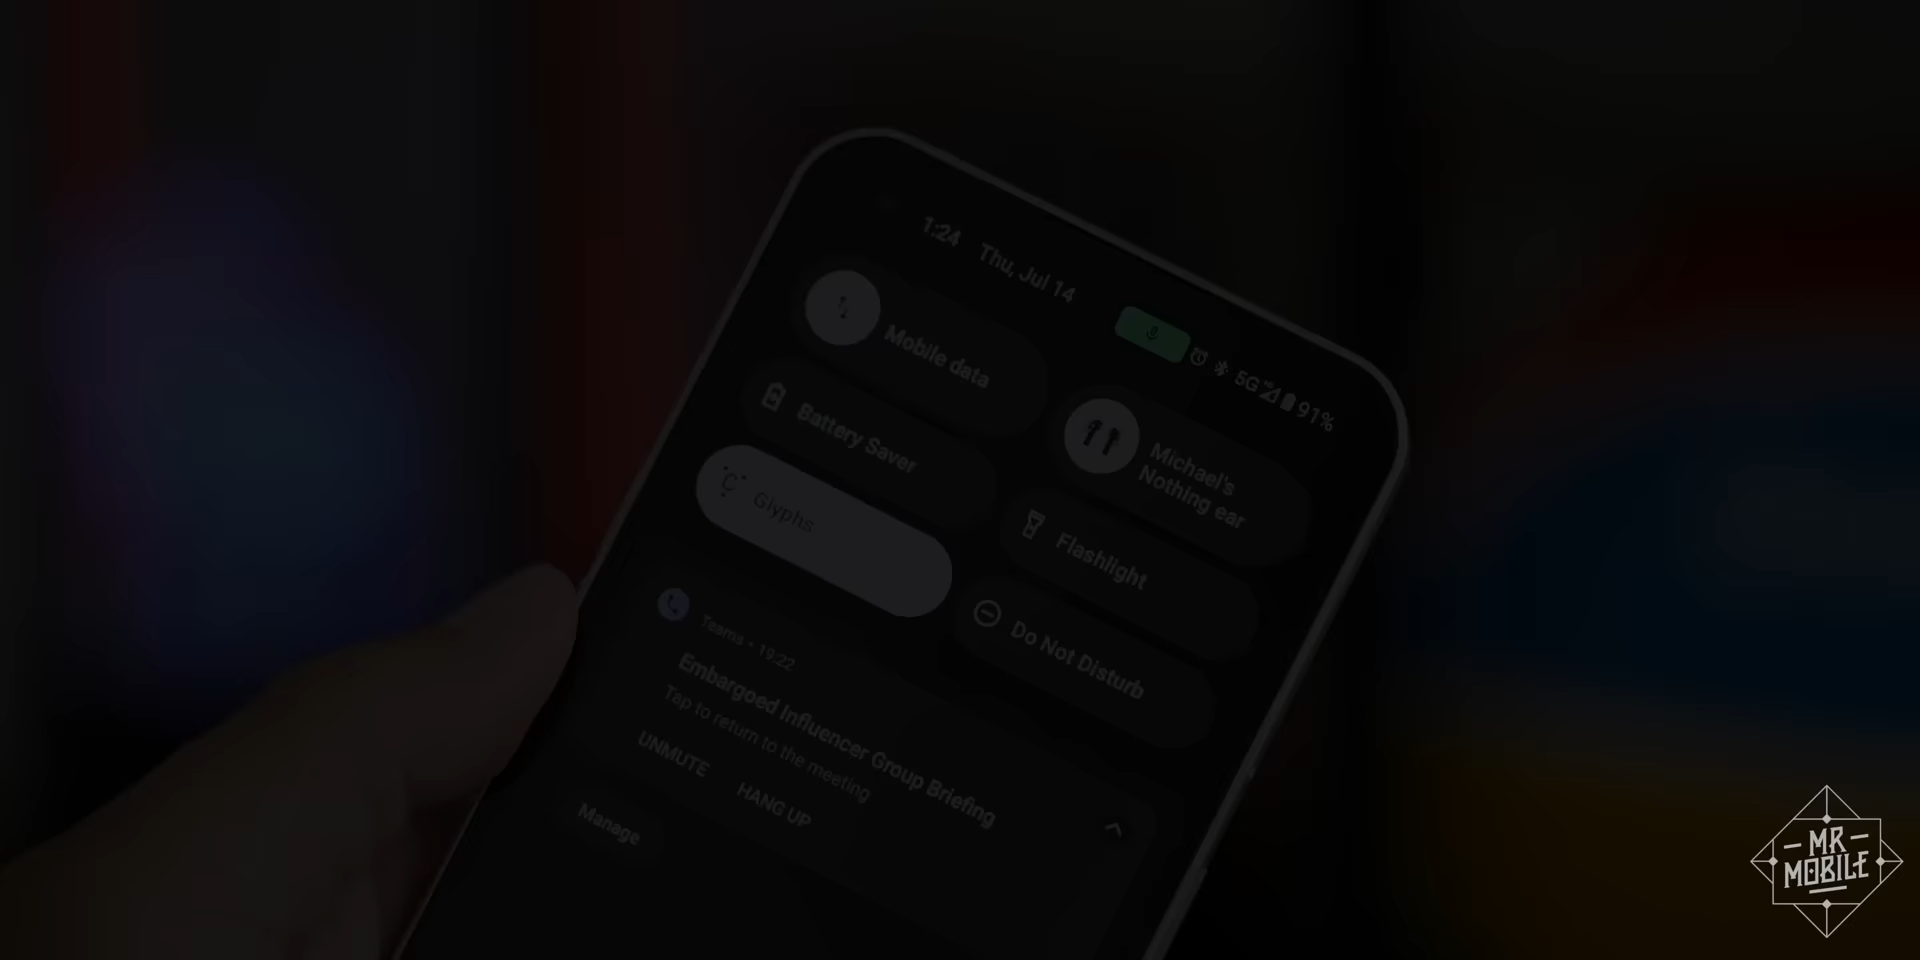 1:24 Thu, Jul 14
5G 91%
Mobile data
Michael's
Nothing ear
Battery Saver
Flashlight
Glyphs
Do Not Disturb
Teams • 19:22
Embargoed Influencer Group Briefing
Tap to return to the meeting
UNMUTE HANG UP
Manage
MR
MOBILE